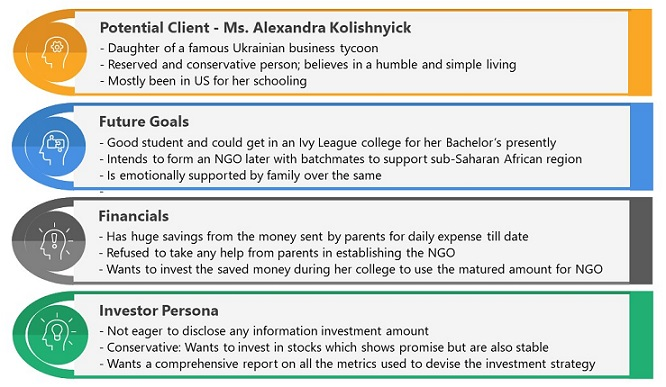 Potential Client - Ms. Alexandra Kolishnyick
- Daughter of a famous Ukrainian business tycoon
- Reserved and conservative person; believes in a humble and simple living
- Mostly been in US for her schooling
Future Goals
- Good student and could get in an Ivy League college for her Bachelor's presently
- Intends to form an NGO later with batchmates to support sub-Saharan African region
- Is emotionally supported by family over the same
-
Financials
- Has huge savings from the money sent by parents for daily expense till date
- Refused to take any help from parents in establishing the NGO
- Wants to invest the saved money during her college to use the matured amount for NGO
Investor Persona
- Not eager to disclose any information investment amount
- Conservative: Wants to invest in stocks which shows promise but are also stable
- Wants a comprehensive report on all the metrics used to devise the investment strategy